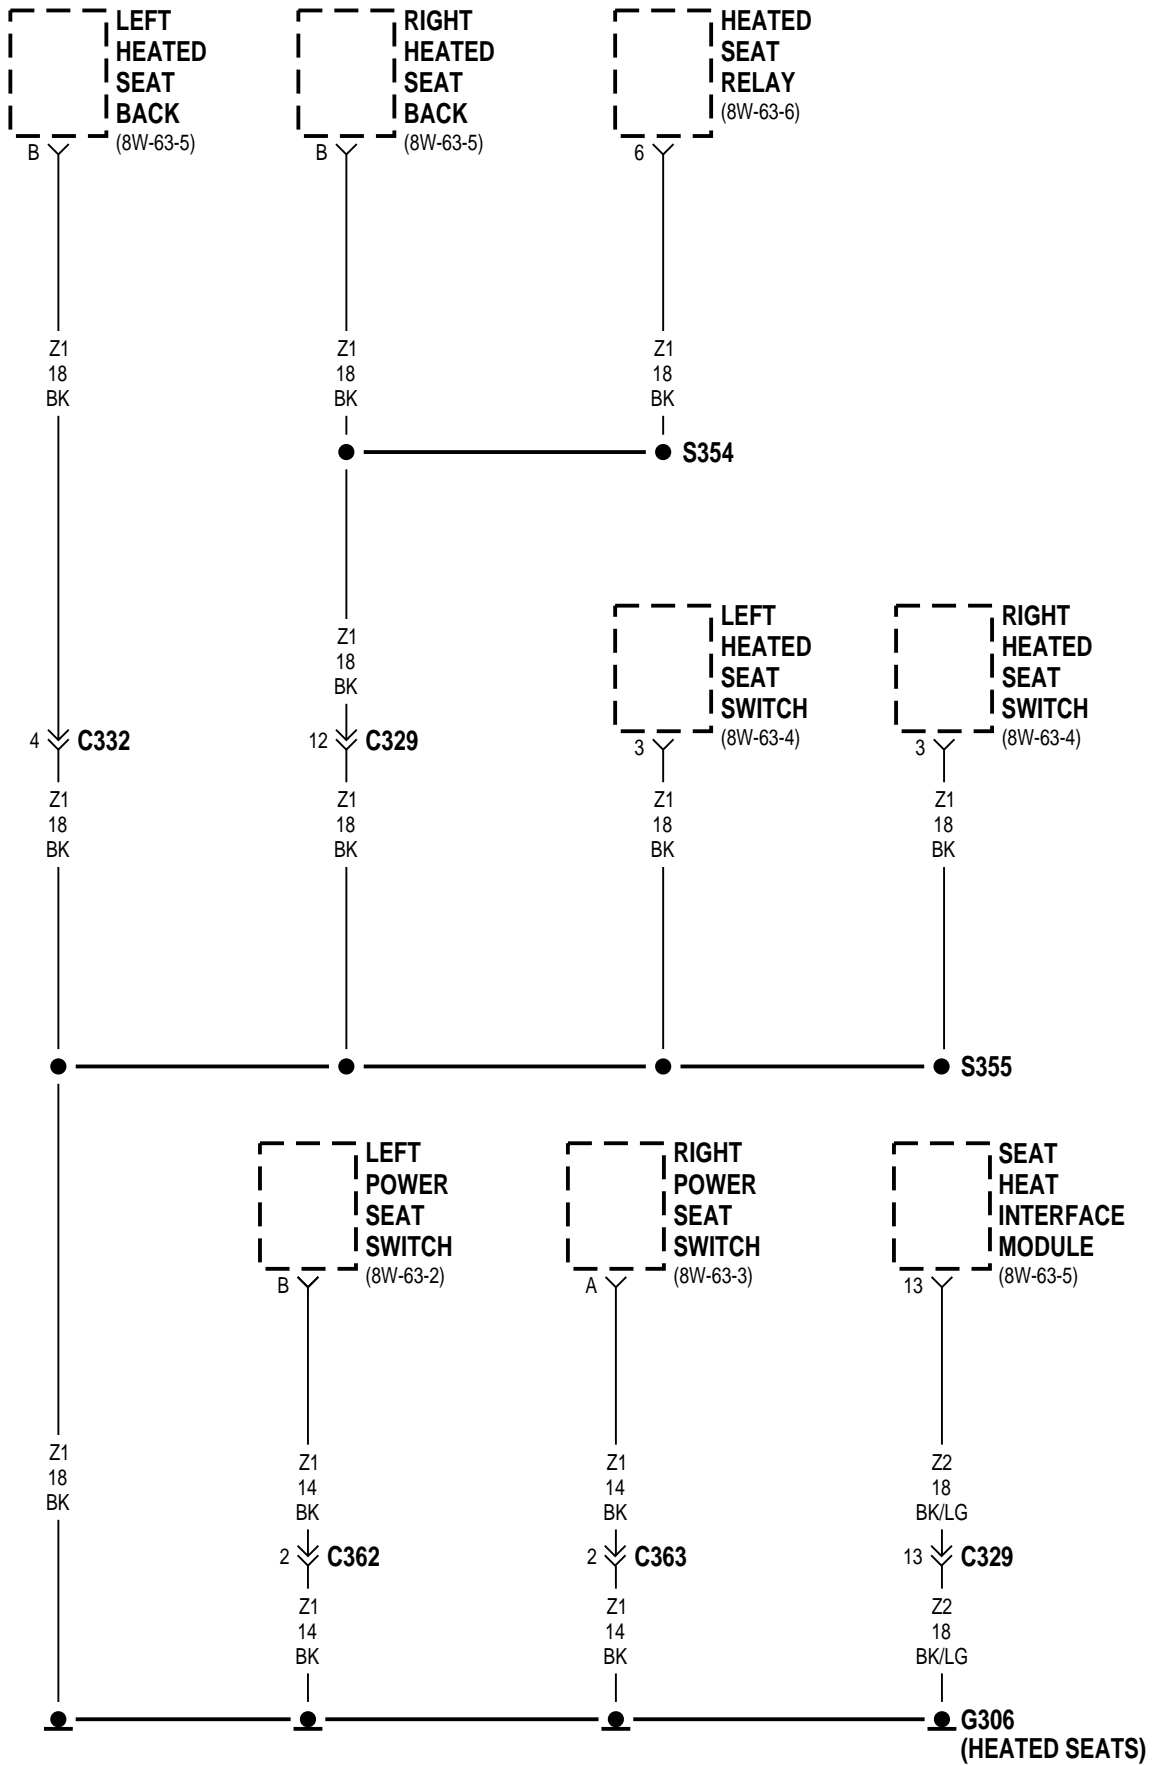 LEFT
HEATED
SEAT
BACK
(8W-63-5)
B
RIGHT
HEATED
SEAT
BACK
(8W-63-5)
B
HEATED
SEAT
RELAY
(8W-63-6)
6
Z1
18
BK
Z1
18
BK
Z1
18
BK
S354
Z1
18
BK
LEFT
HEATED
SEAT
SWITCH
(8W-63-4)
3
RIGHT
HEATED
SEAT
SWITCH
(8W-63-4)
3
4 C332
12 C329
Z1
18
BK
Z1
18
BK
Z1
18
BK
Z1
18
BK
S355
LEFT
POWER
SEAT
SWITCH
(8W-63-2)
B
RIGHT
POWER
SEAT
SWITCH
(8W-63-3)
A
SEAT
HEAT
INTERFACE
MODULE
(8W-63-5)
13
Z1
18
BK
Z1
14
BK
Z1
14
BK
Z2
18
BK/LG
2 C362
2 C363
13 C329
Z1
14
BK
Z1
14
BK
Z2
18
BK/LG
G306
(HEATED SEATS)